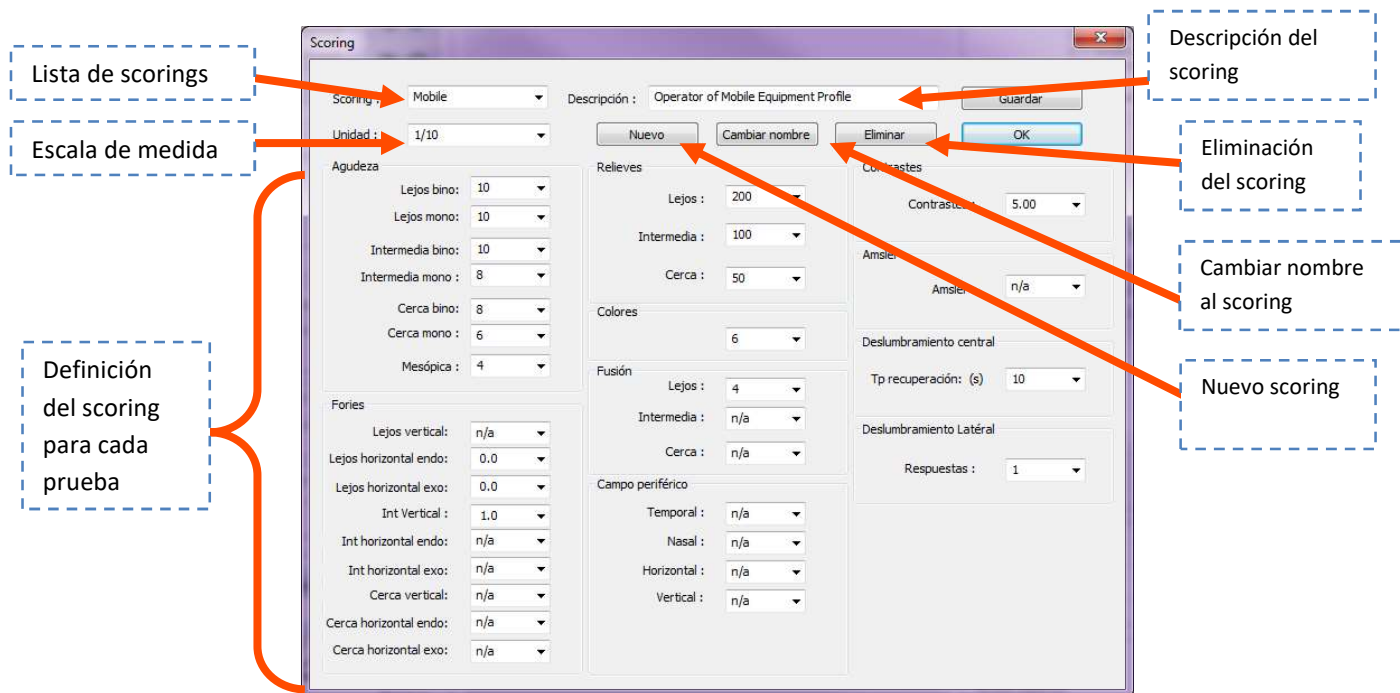 Lista de scorings
Escala de medida
Definición
del scoring
para cada
prueba
Scoring
Scoring :
Mobile
Descripción :
Operator of Mobile Equipment Profile
Guardar
Unidad :
1/10
Nuevo
Cambiar nombre
Eliminar
OK
Agudeza
Lejos bino: 10
Lejos mono: 10
Intermedia bino: 10
Intermedia mono : 8
Cerca bino: 8
Cerca mono : 6
Mesópica : 4
Fories
Lejos vertical: n/a
Lejos horizontal endo: 0.0
Lejos horizontal exo: 0.0
Int Vertical : 1.0
Int horizontal endo: n/a
Int horizontal exo: n/a
Cerca vertical: n/a
Cerca horizontal endo: n/a
Cerca horizontal exo: n/a
Relieves
Lejos : 200
Intermedia : 100
Cerca : 50
Colores
6
Fusión
Lejos : 4
Intermedia : n/a
Cerca : n/a
Campo periférico
Temporal : n/a
Nasal : n/a
Horizontal : n/a
Vertical : n/a
Contrastes
Contrastes : 5.00
Amsler
Amsler n/a
Deslumbramiento central
Tp recuperación: (s) 10
Deslumbramiento Latéral
Respuestas : 1
Descripción del
scoring
Eliminación
del scoring
Cambiar nombre
al scoring
Nuevo scoring